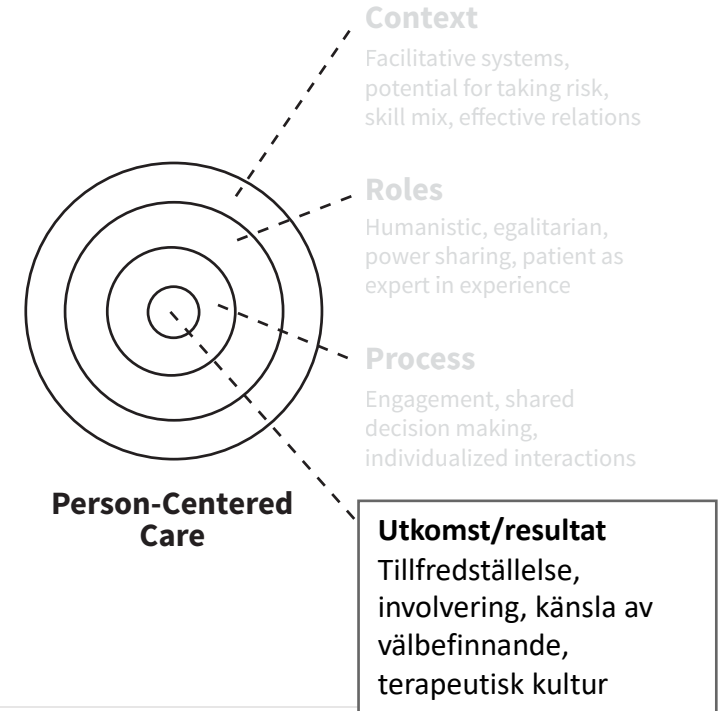 Context
Facilitative systems,
potential for taking risk,
skill mix, effective relations
Roles
Humanistic, egalitarian,
power sharing, patient as
expert in experience
Process
Engagement, shared
decision making,
individualized interactions
Person-Centered
Care
Utkomst/resultat
Tillfredställelse,
involvering, känsla av
välbefinnande,
terapeutisk kultur